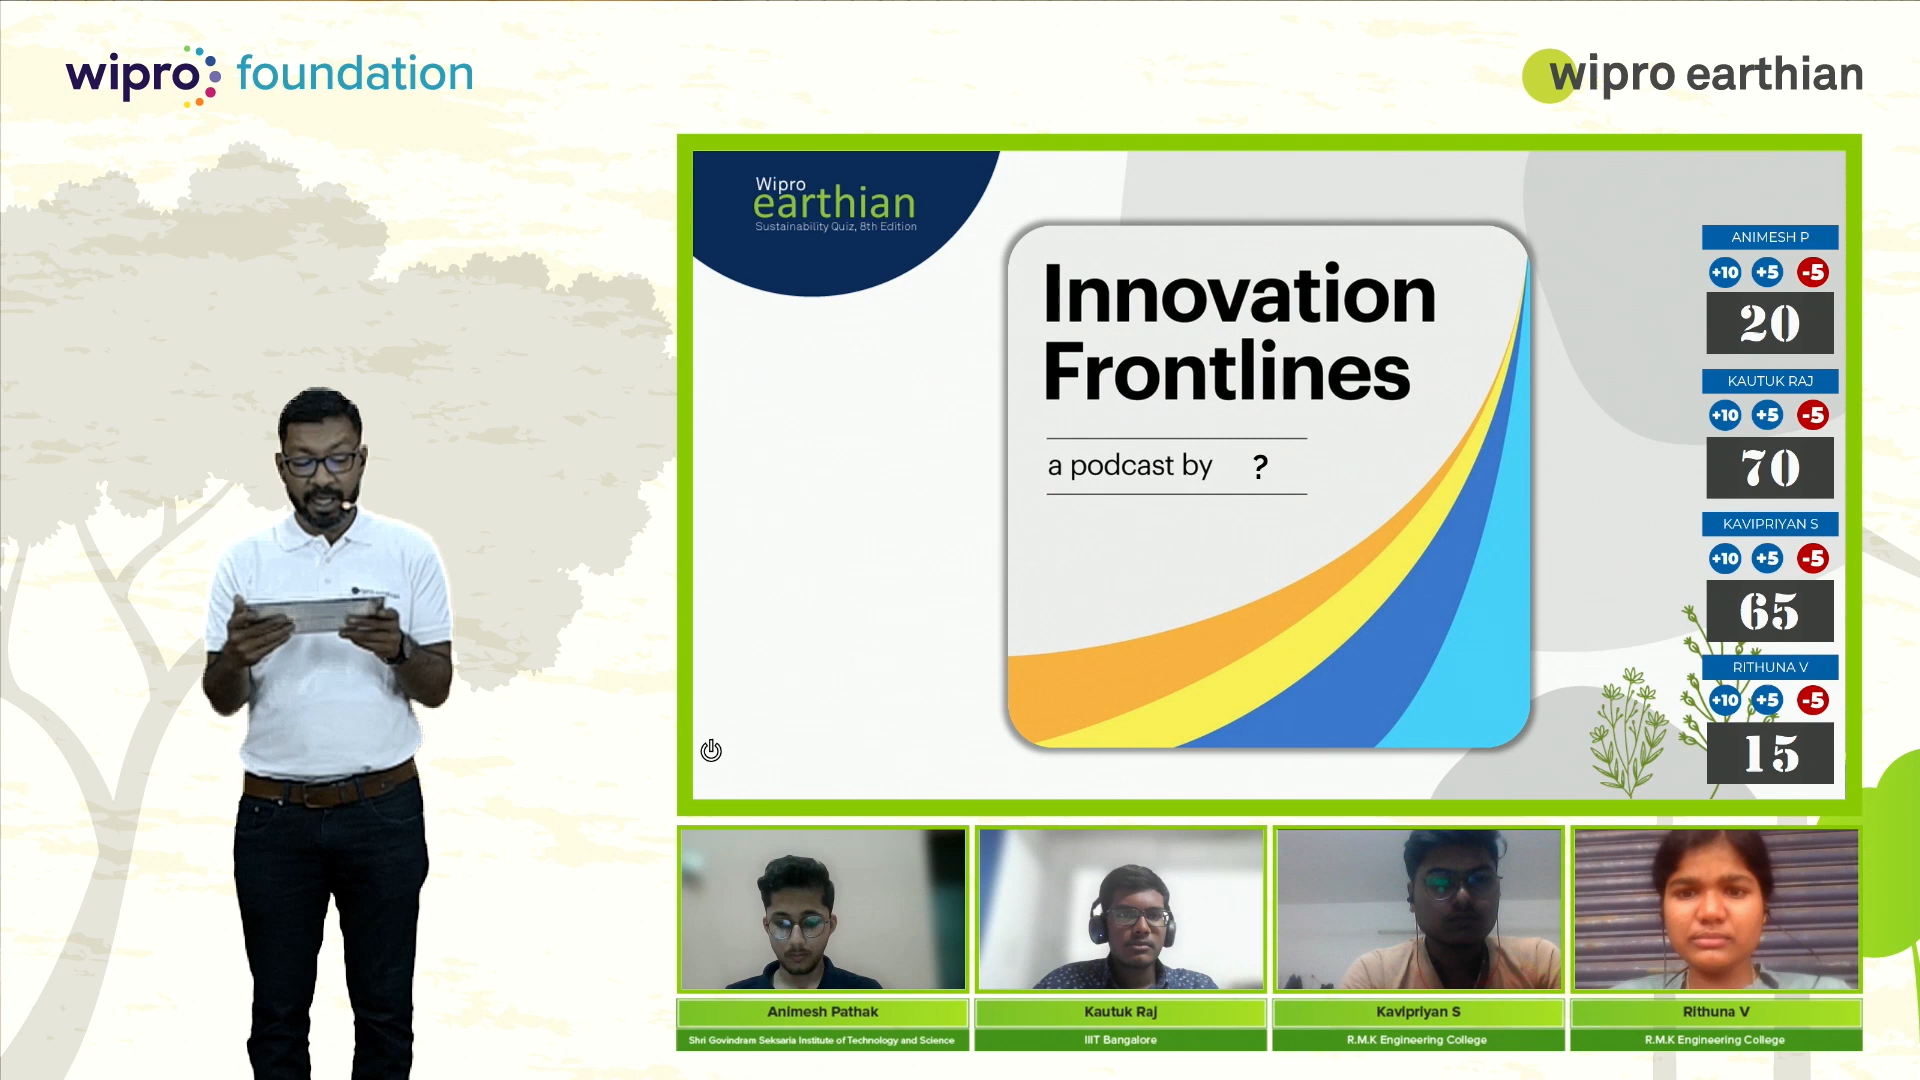 wipro foundation
wipro earthian
Wipro
earthian
Sustainability Quiz, 8th Edition
Innovation
Frontlines
a podcast by ?
ANIMESH P
+10 +5 -5
20
KAUTUK RAJ
+10 +5 -5
70
KAVIPRIYAN S
+10 +5 -5
65
RITHUNA V
+10 +5 -5
15
Animesh Pathak
Shri Govindram Seksaria Institute of Technology and Science
Kautuk Raj
IIIT Bangalore
Kavipriyan S
R.M.K Engineering College
Rithuna V
R.M.K Engineering College